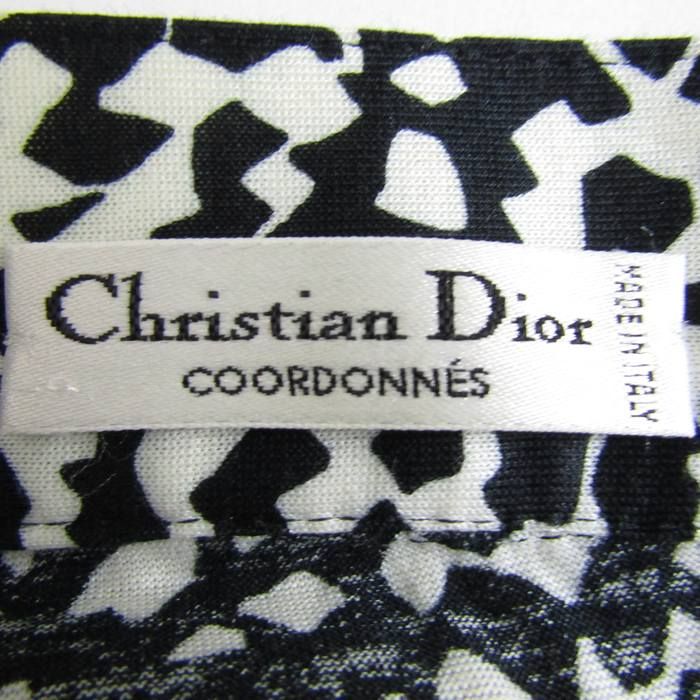 Christian Dior
COORDONNÉS
MADE IN ITALY